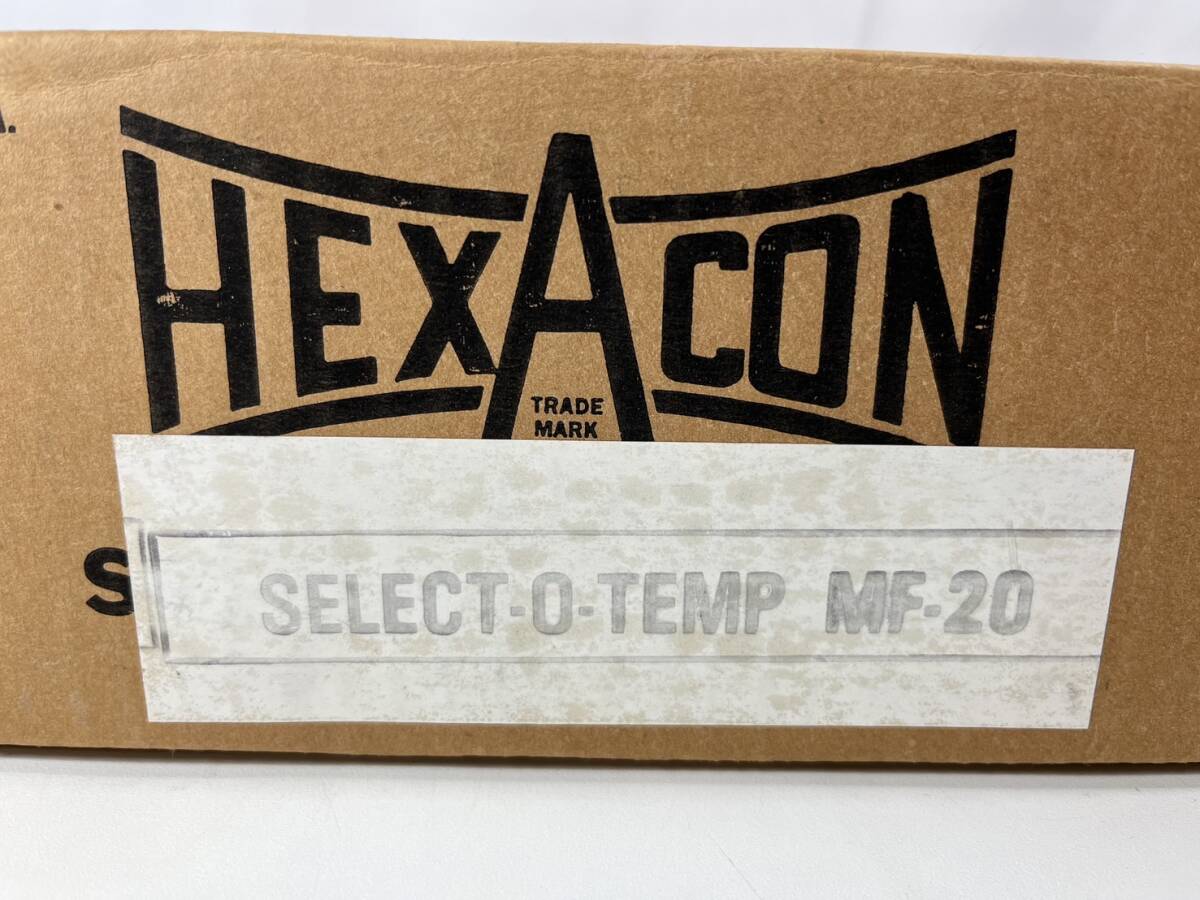 HEXACON
TRADE
MARK
SELECT-O-TEMP MF-20